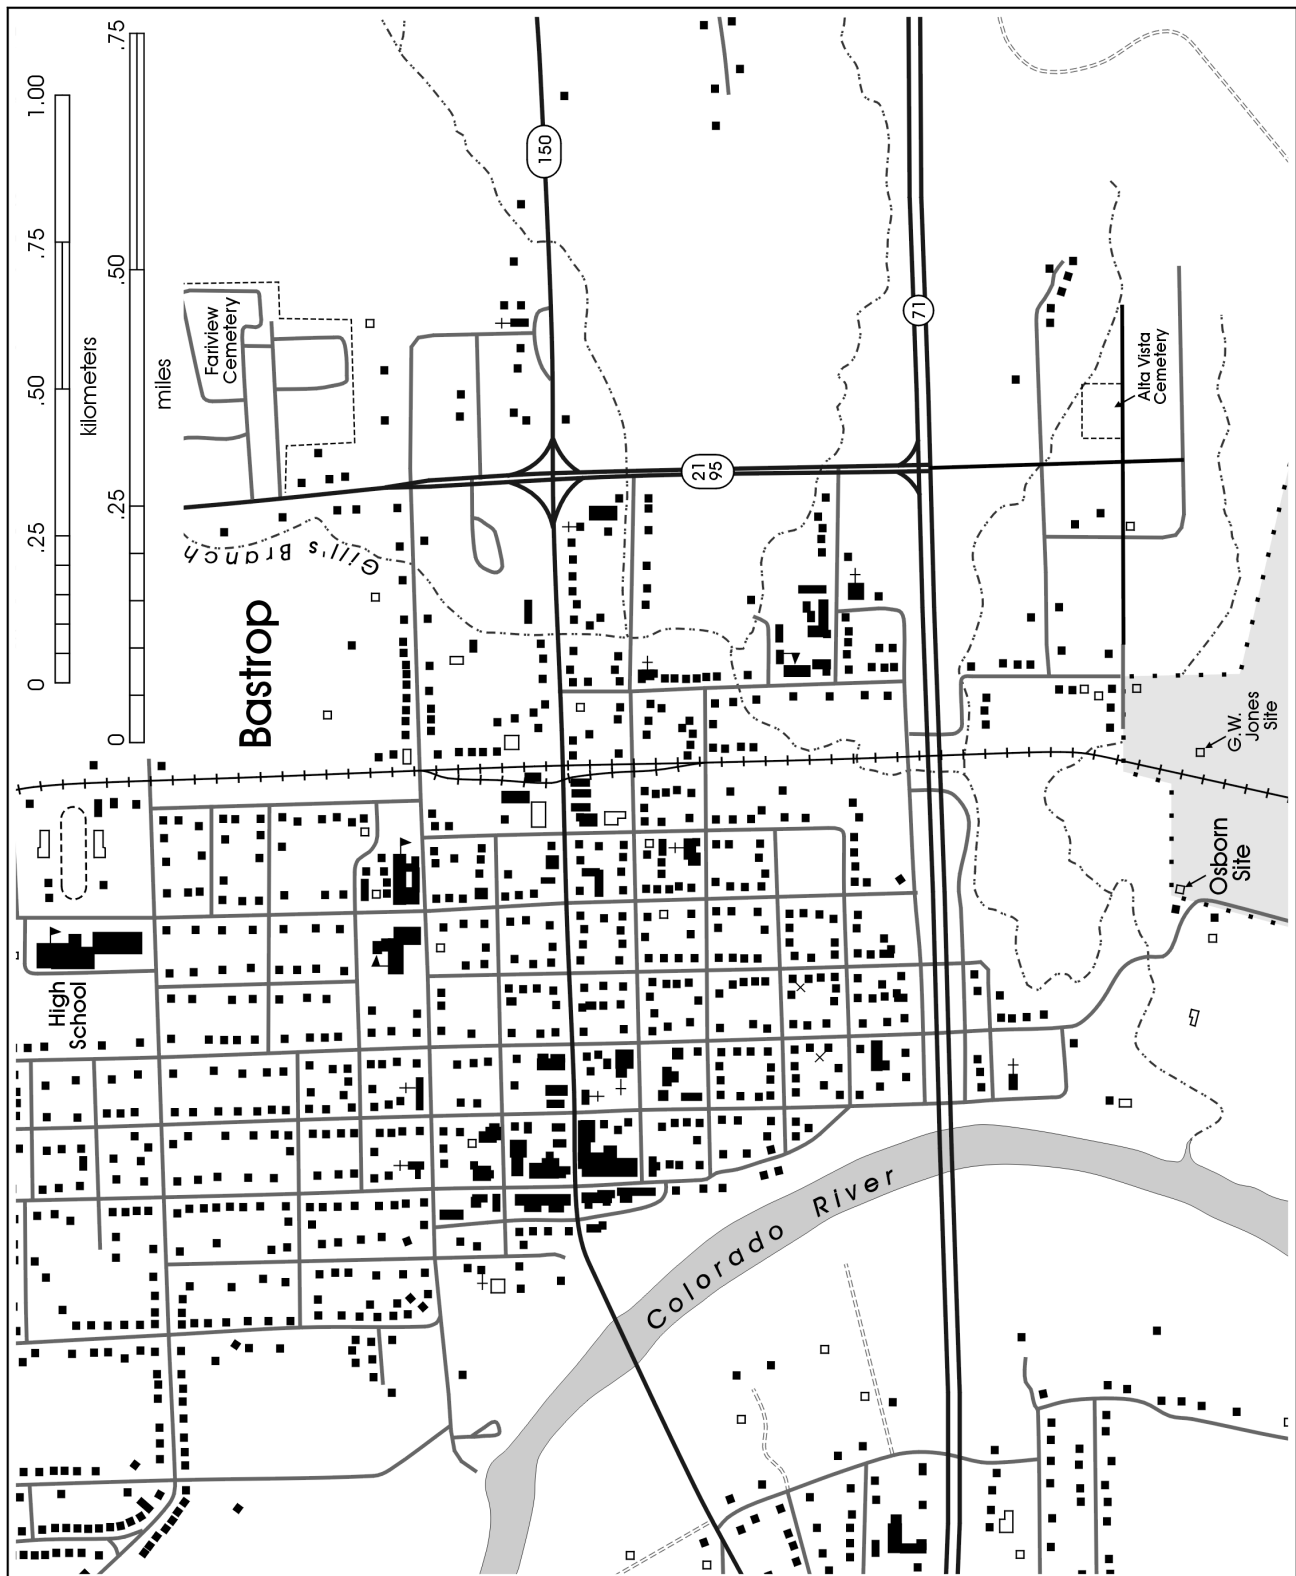 0
.25
.50
.75
1.00
kilometers
0
.25
.50
.75
miles
Fariview
Cemetery
150
71
21
95
Alta Vista
Cemetery
Gill's Branch
Bastrop
G.W.
Jones
Site
Osborn
Site
High
School
Colorado River